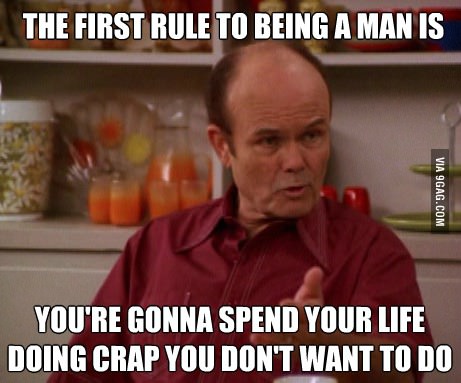 THE FIRST RULE TO BEING A MAN IS
VIA 9GAG.COM
YOU'RE GONNA SPEND YOUR LIFE
DOING CRAP YOU DON'T WANT TO DO